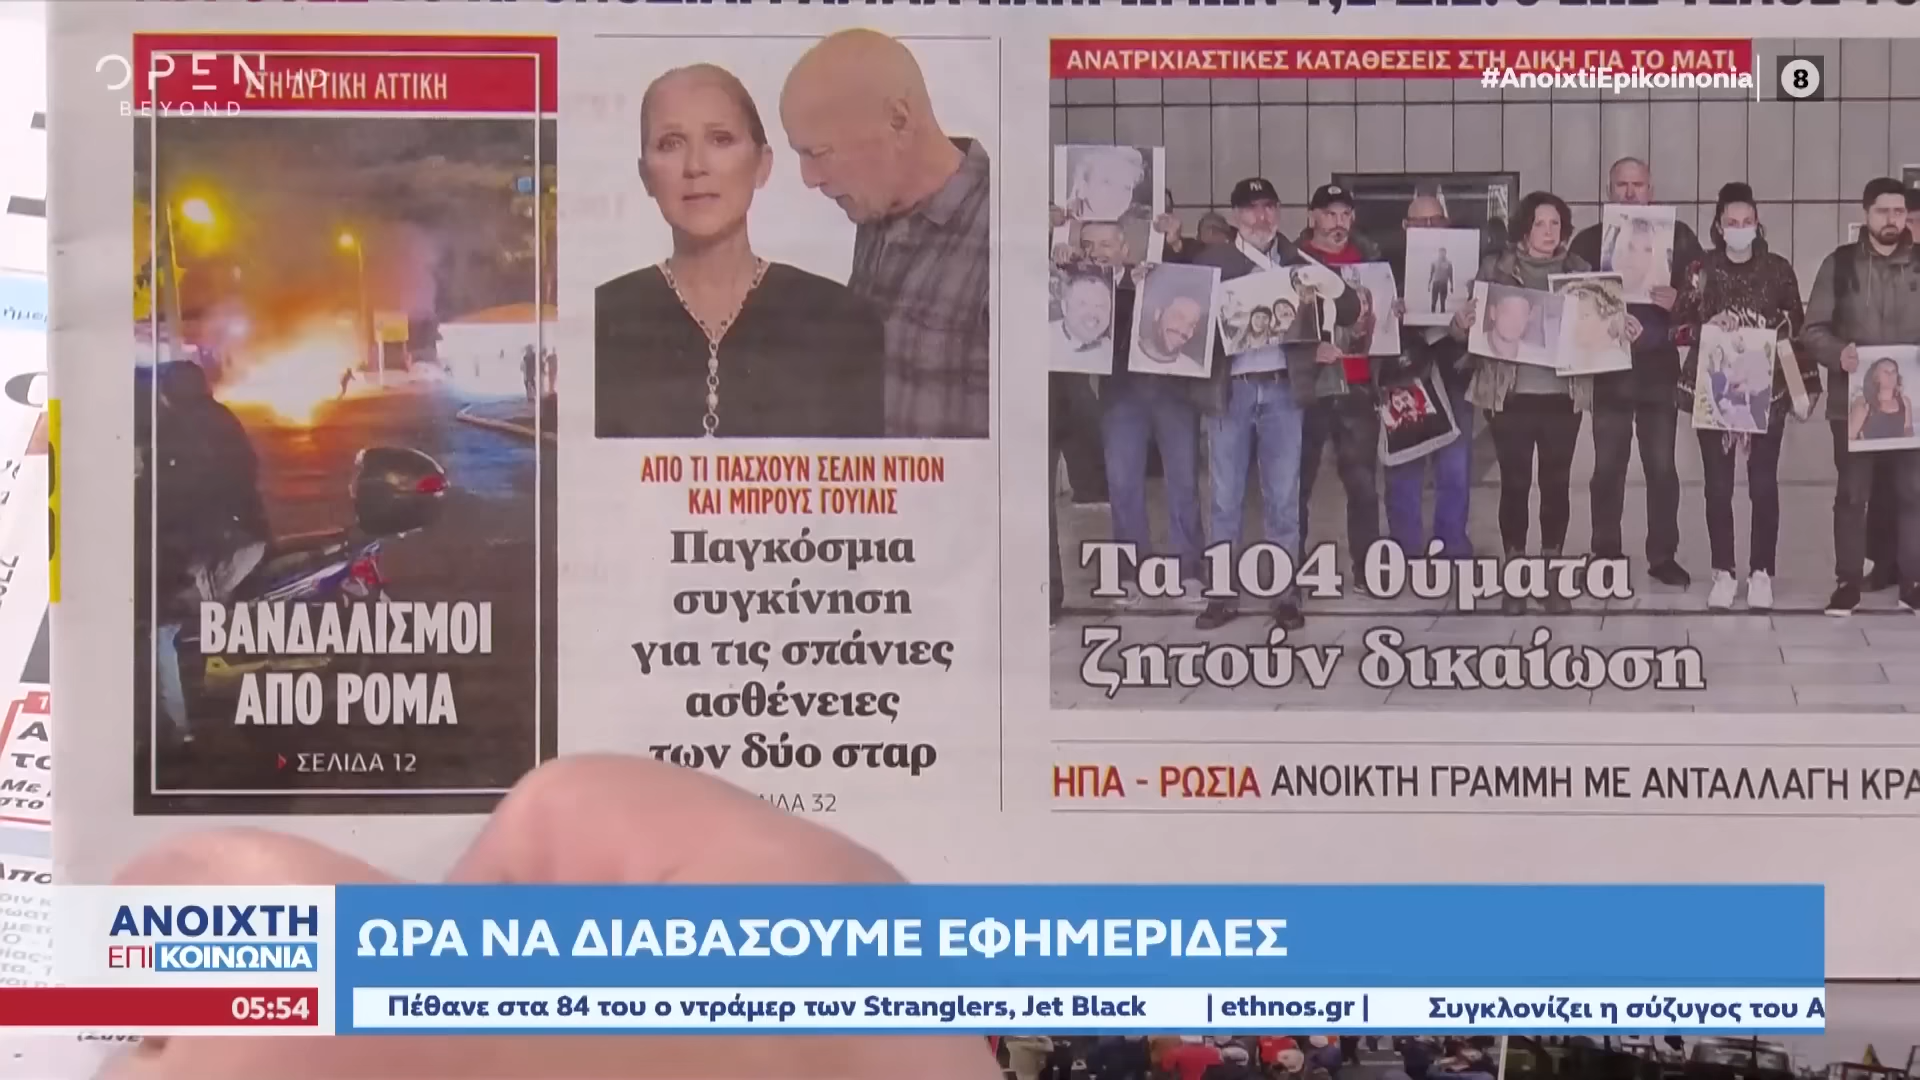 OPEN HD
BEYOND
ΣΤΗ ΔΥΤΙΚΗ ΑΤΤΙΚΗ
ΒΑΝΔΑΛΙΣΜΟΙ
ΑΠΟ ΡΟΜΑ
ΣΕΛΙΔΑ 12
ΑΠΟ ΤΙ ΠΑΣΧΟΥΝ ΣΕΛΙΝ ΝΤΙΟΝ
ΚΑΙ ΜΠΡΟΥΣ ΓΟΥΙΛΙΣ
Παγκόσμια
συγκίνηση
για τις σπάνιες
ασθένειες
των δύο σταρ
32
ΑΝΑΤΡΙΧΙΑΣΤΙΚΕΣ ΚΑΤΑΘΕΣΕΙΣ ΣΤΗ ΔΙΚΗ ΓΙΑ ΤΟ ΜΑΤΙ
#AnoixtiEpikoinonia
8
Τα 104 θύματα
ζητούν δικαίωση
ΗΠΑ - ΡΩΣΙΑ ΑΝΟΙΚΤΗ ΓΡΑΜΜΗ ΜΕ ΑΝΤΑΛΛΑΓΗ ΚΡΑ
ΑΝΟΙΧΤΗ
ΕΠΙΚΟΙΝΩΝΙΑ
05:54
ΩΡΑ ΝΑ ΔΙΑΒΑΣΟΥΜΕ ΕΦΗΜΕΡΙΔΕΣ
Πέθανε στα 84 του ο ντράμερ των Stranglers, Jet Black | ethnos.gr | Συγκλονίζει η σύζυγος του Α